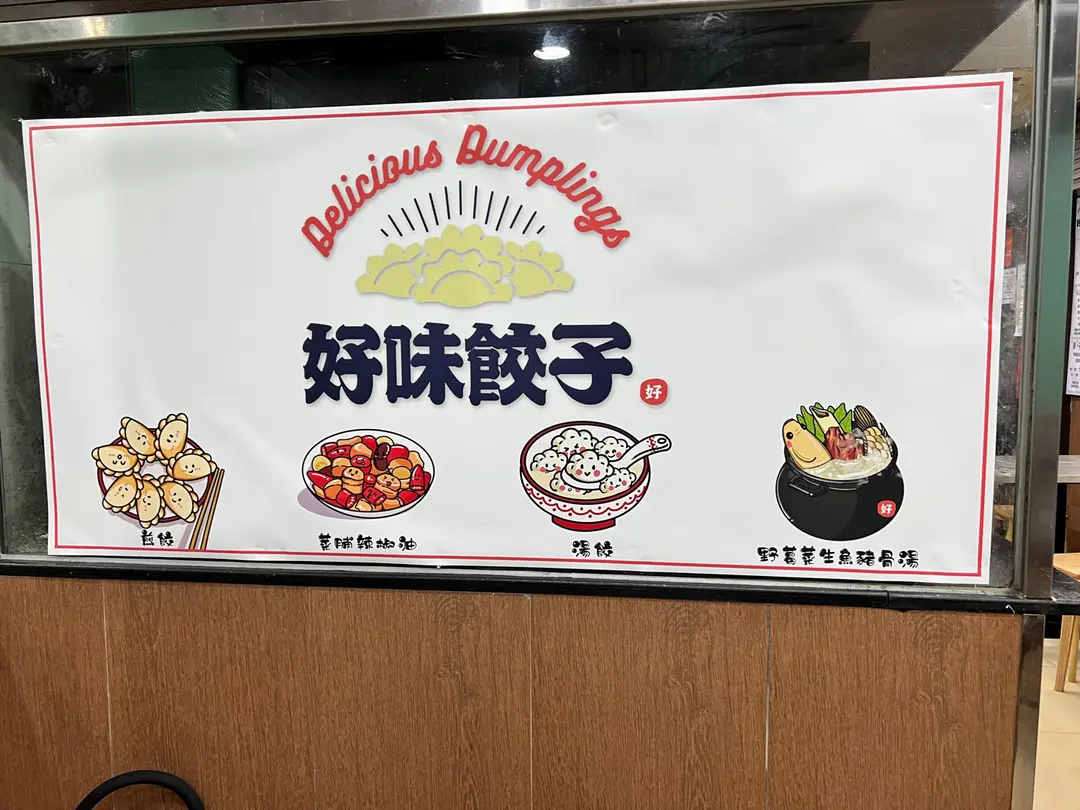 Delicious Dumplings
好味餃子
好
煎餃
菜脯辣椒油
湯餃
野葛菜生魚豬骨湯
好